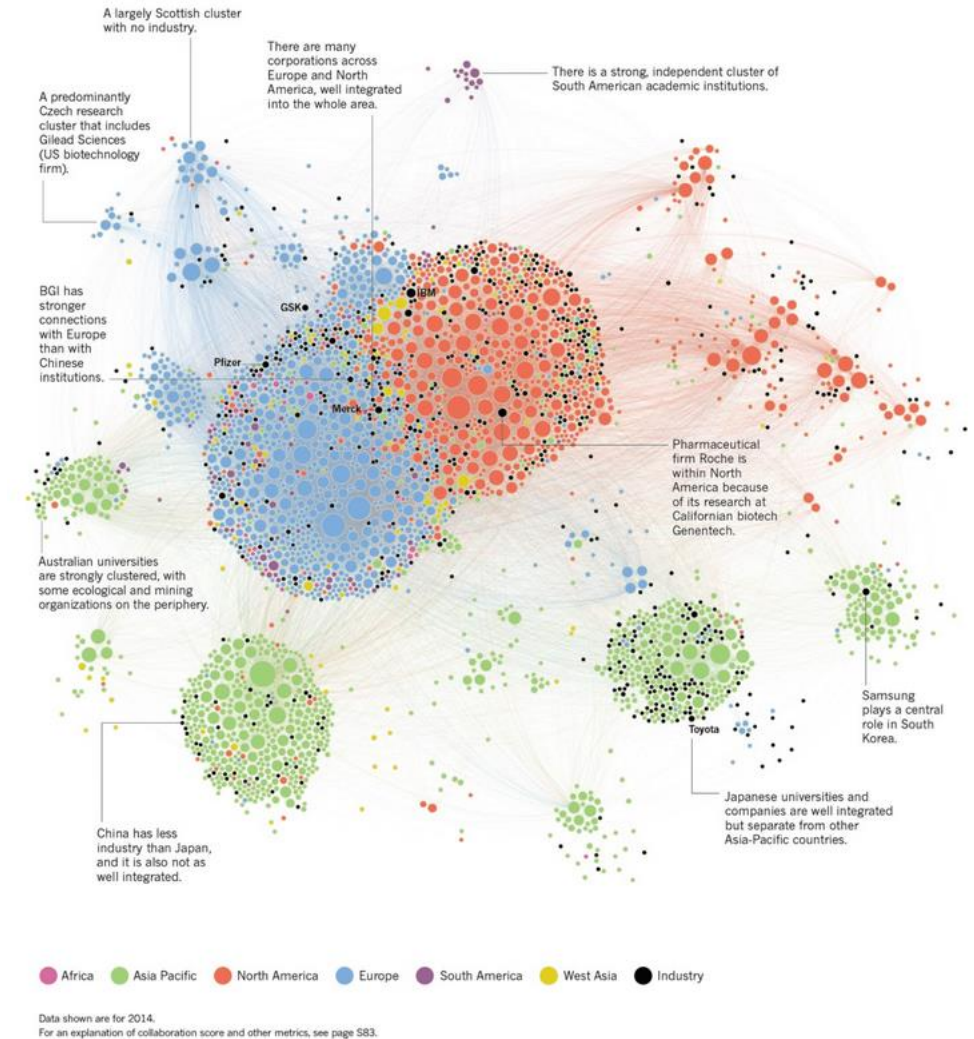 A largely Scottish cluster
with no industry.
There are many
corporations across
Europe and North
America, well integrated
into the whole area.
There is a strong, independent cluster of
South American academic institutions.
A predominantly
Czech research
cluster that includes
Gilead Sciences
(US biotechnology
firm).
BGI has
stronger
connections
with Europe
than with
Chinese
institutions.
GSK
IBM
Pfizer
Merck
Pharmaceutical
firm Roche is
within North
America because
of its research at
Californian biotech
Genentech.
Australian universities
are strongly clustered, with
some ecological and mining
organizations on the periphery.
Samsung
plays a central
role in South
Korea.
Toyota
Japanese universities and
companies are well integrated
but separate from other
Asia-Pacific countries.
China has less
industry than Japan,
and it is also not as
well integrated.
Africa Asia Pacific North America Europe South America West Asia Industry
Data shown are for 2014.
For an explanation of collaboration score and other metrics, see page S83.